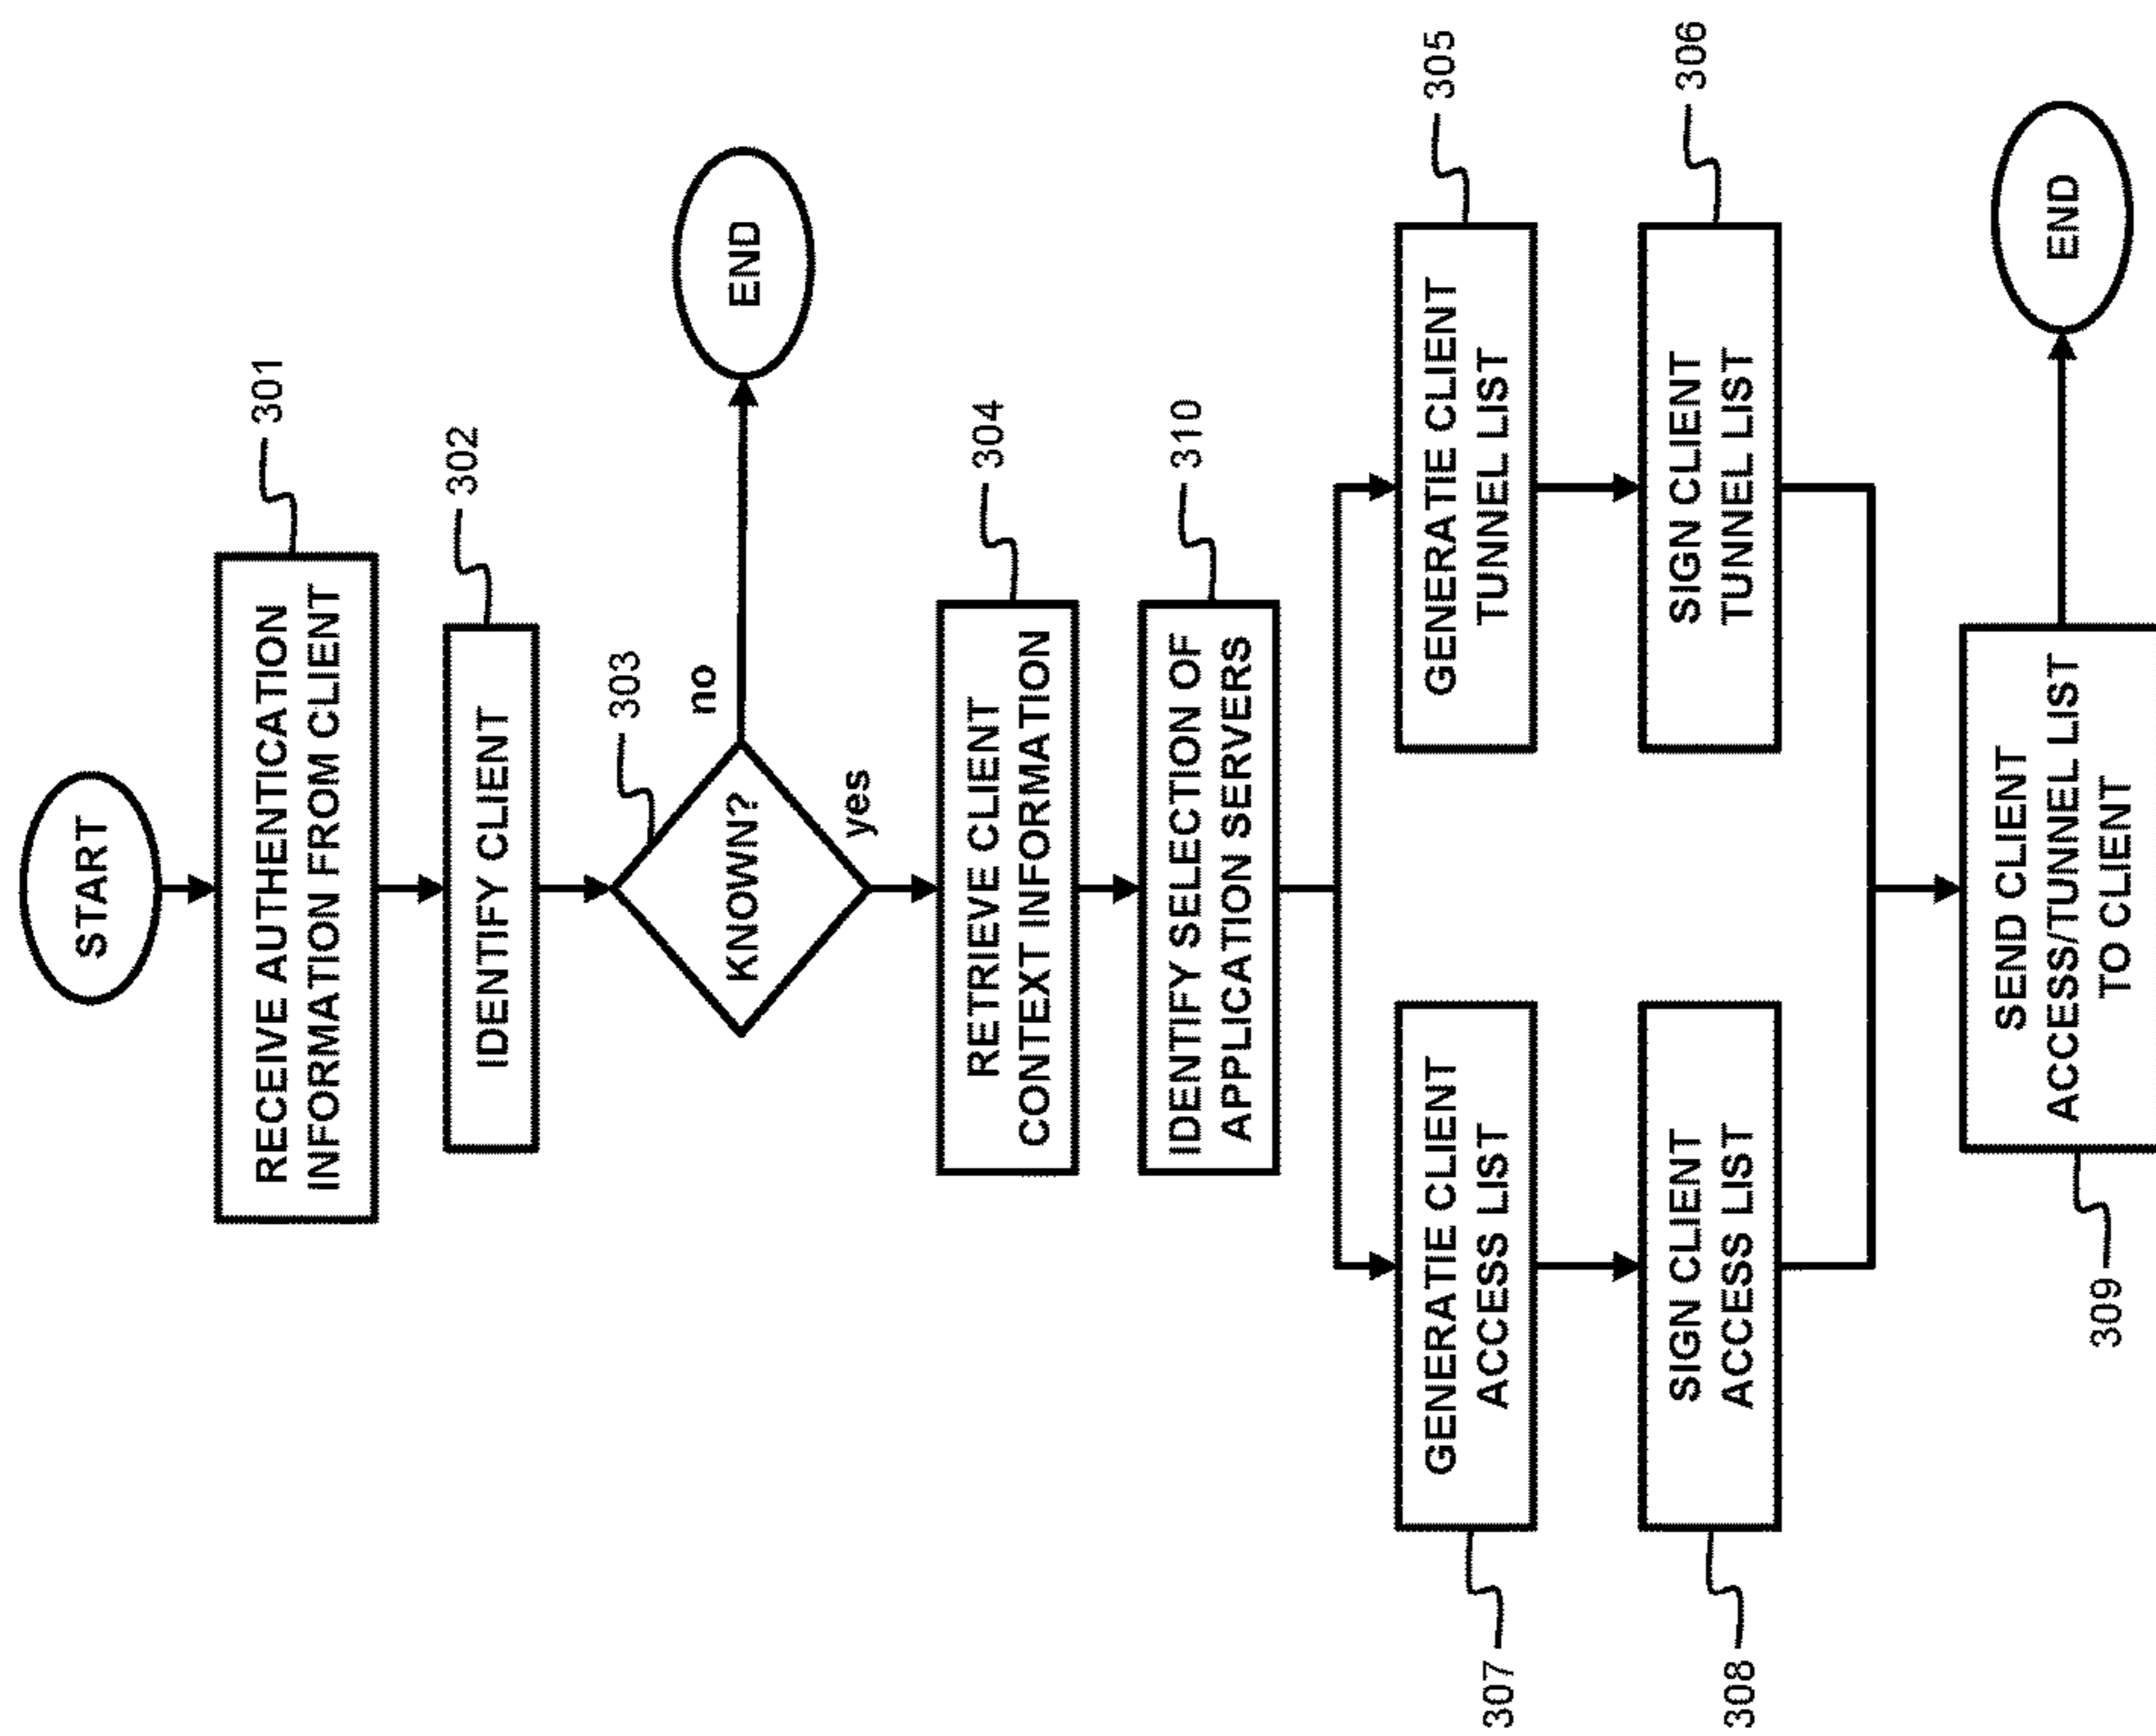 START
RECEIVE AUTHENTICATION
INFORMATION FROM CLIENT
301
IDENTIFY CLIENT
302
303
KNOWN?
no
END
yes
RETRIEVE CLIENT
CONTEXT INFORMATION
304
IDENTIFY SELECTION OF
APPLICATION SERVERS
310
GENERATIE CLIENT
ACCESS LIST
307
GENERATIE CLIENT
TUNNEL LIST
305
SIGN CLIENT
ACCESS LIST
308
SIGN CLIENT
TUNNEL LIST
306
SEND CLIENT
ACCESS/TUNNEL LIST
TO CLIENT
309
END